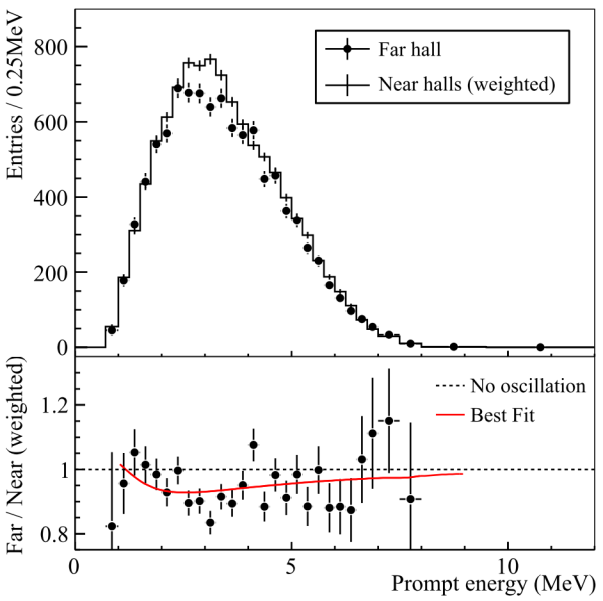 Entries / 0.25MeV
800
600
400
200
0
Far hall
Near halls (weighted)
Far / Near (weighted)
1.2
1
0.8
No oscillation
Best Fit
0
5
10
Prompt energy (MeV)